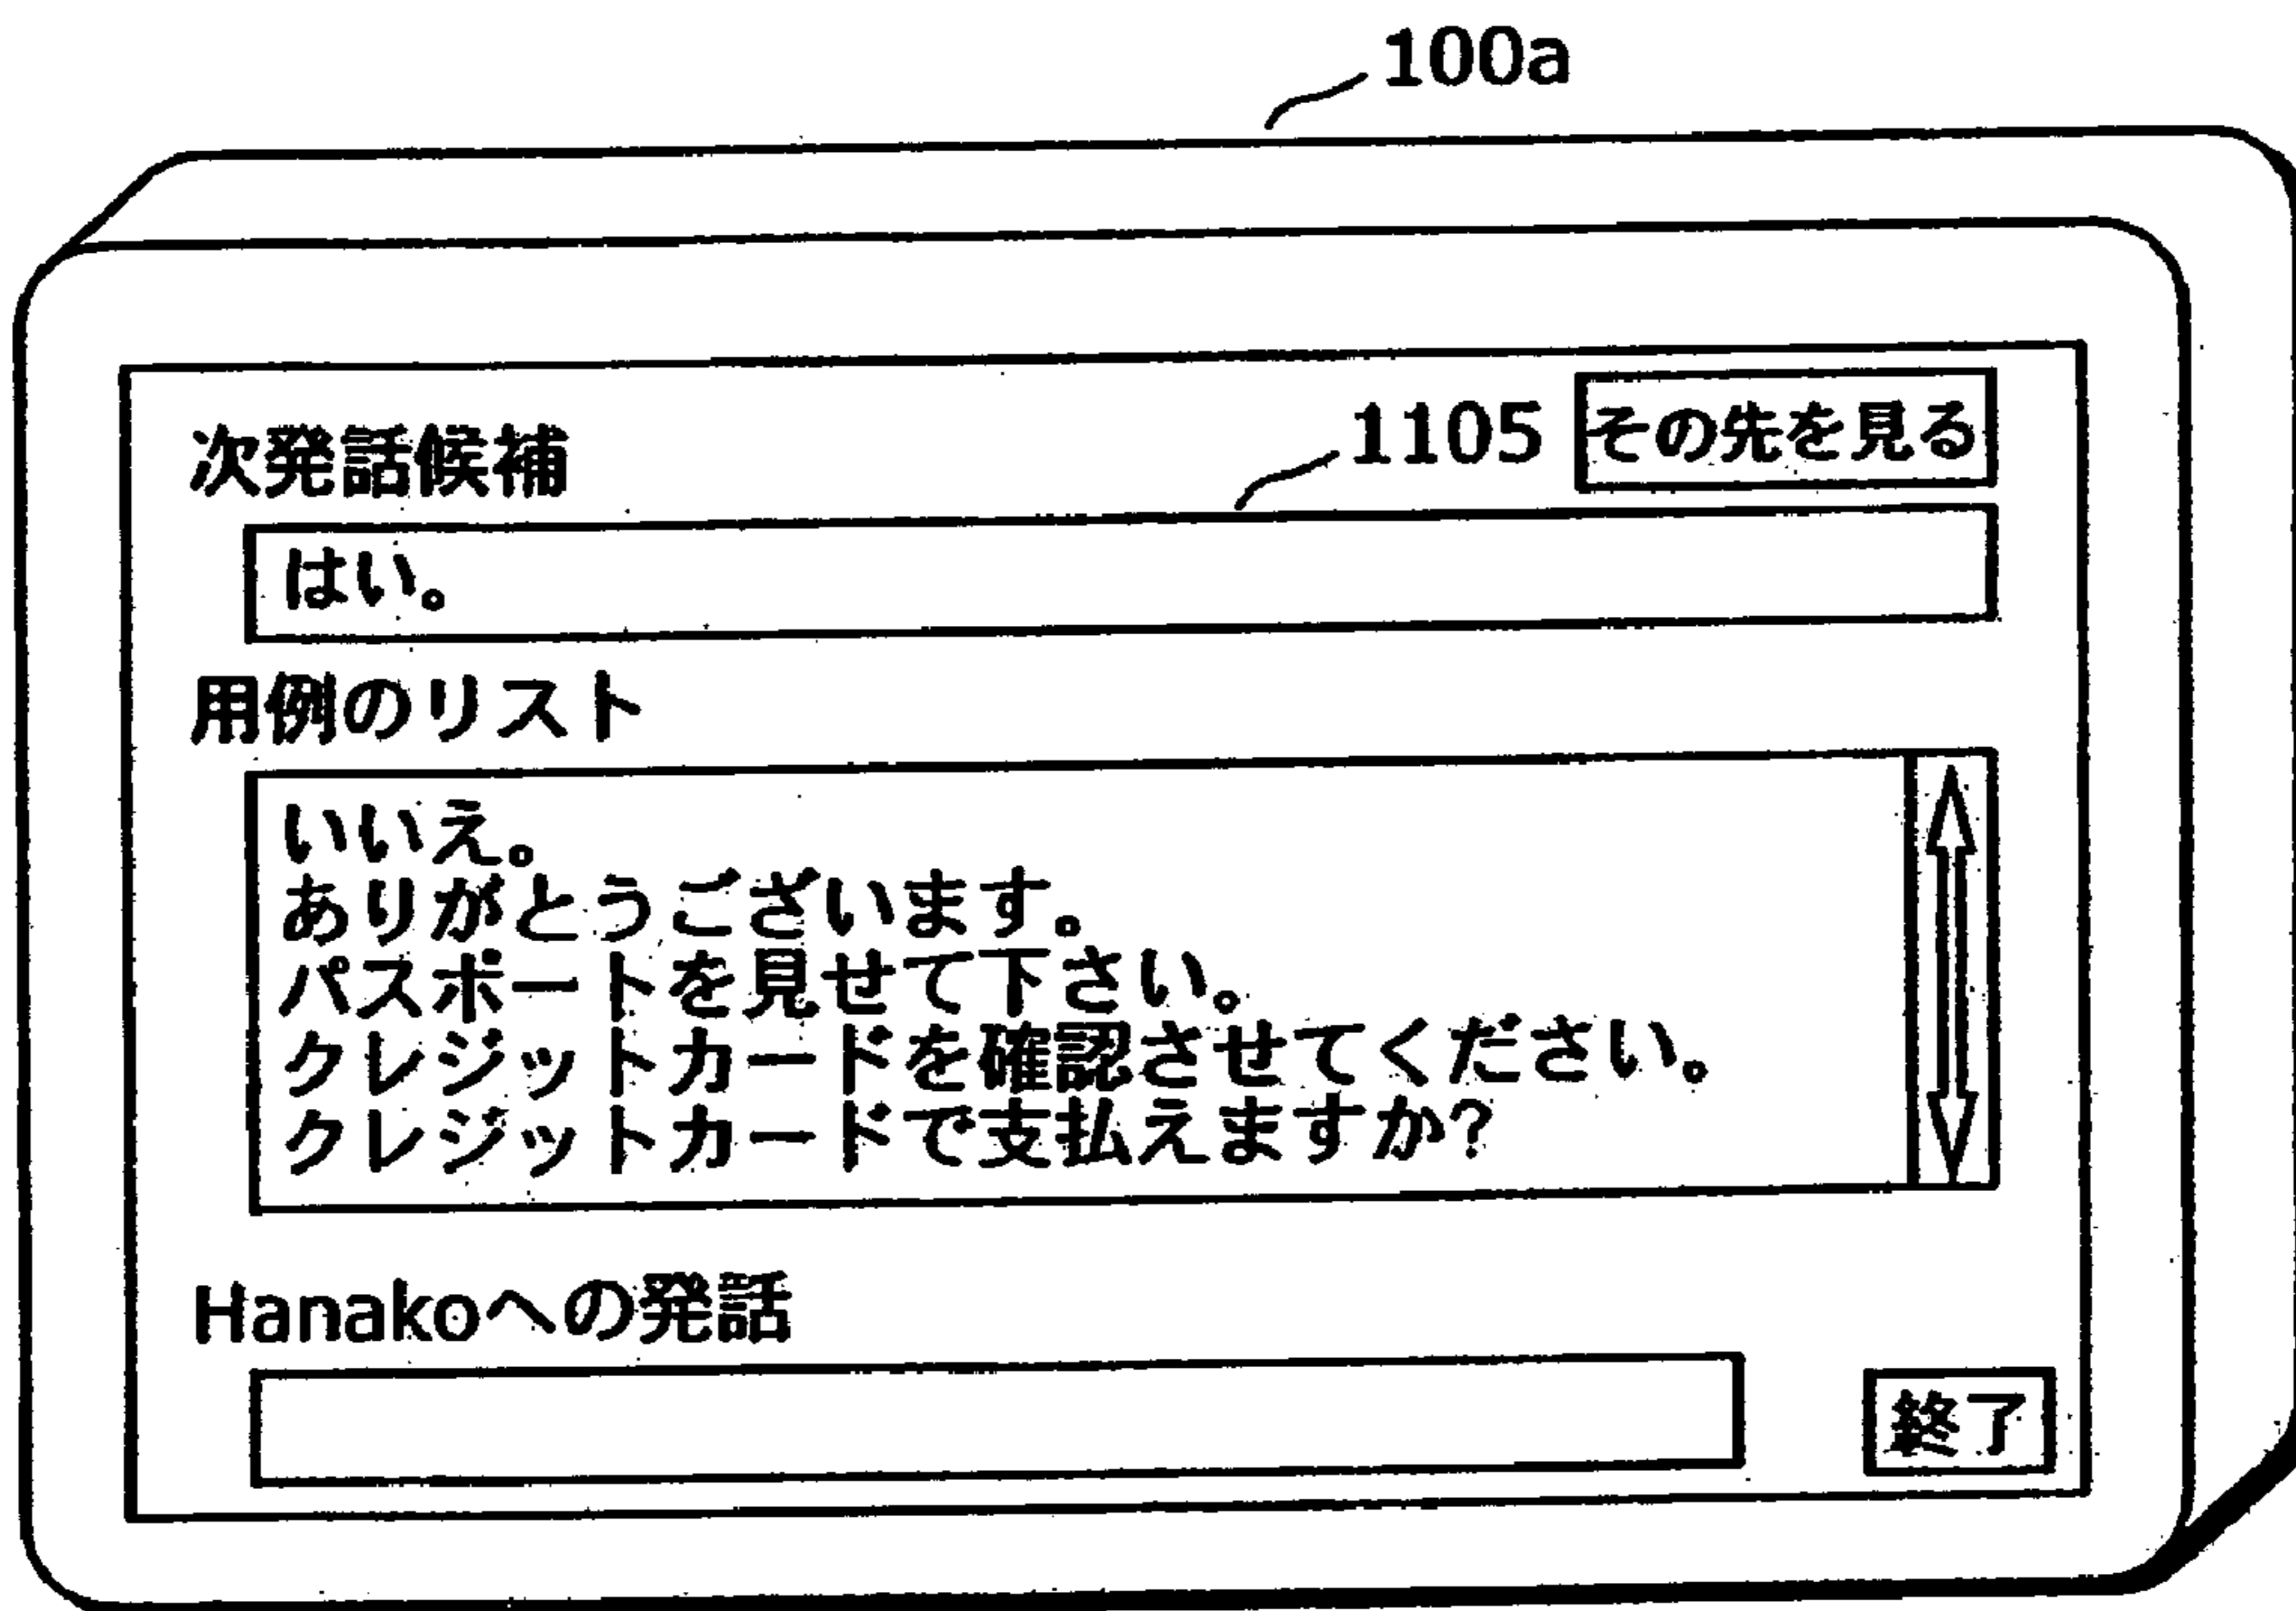 100a
1105 その先を見る
次発話候補
はい。
用例のリスト
いいえ。
ありがとうございます。
パスポートを見せて下さい。
クレジットカードを確認させてください。
クレジットカードで支払えますか?
Hanakoへの発話
終了